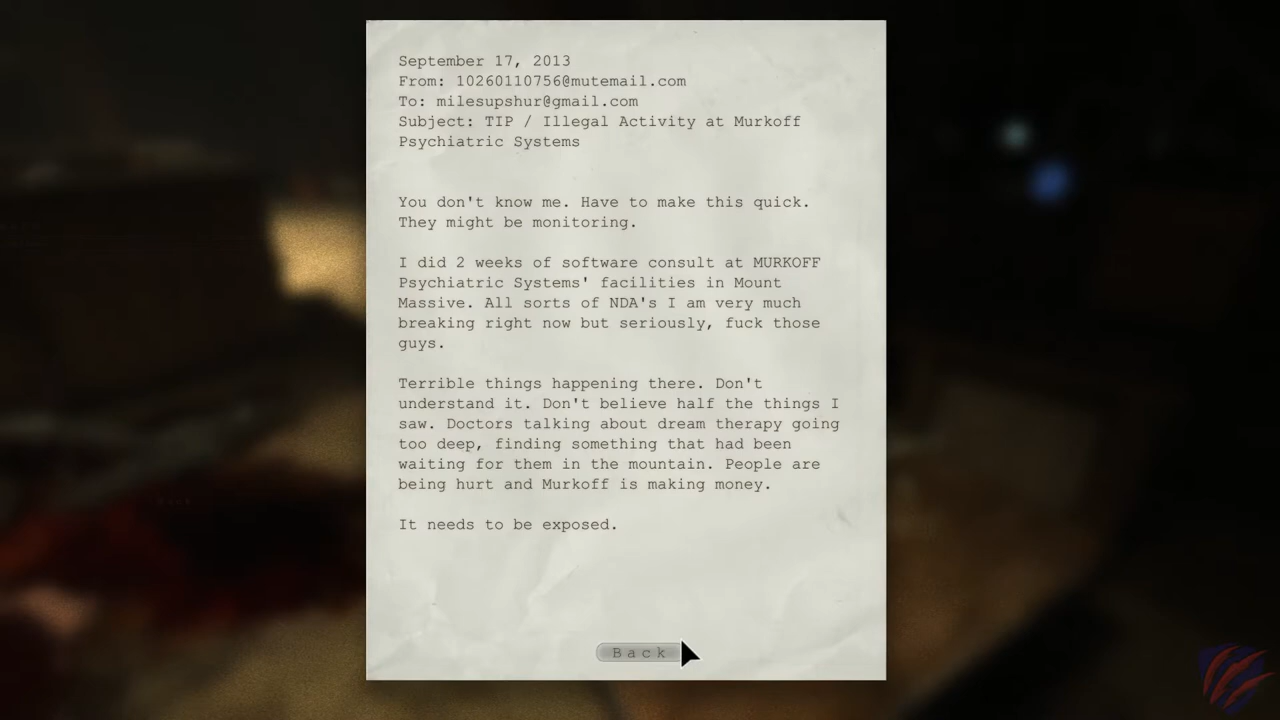 September 17, 2013
From: 10260110756@mutemail.com
To: milesupshur@gmail.com
Subject: TIP / Illegal Activity at Murkoff
Psychiatric Systems
You don't know me. Have to make this quick.
They might be monitoring.
I did 2 weeks of software consult at MURKOFF
Psychiatric Systems' facilities in Mount
Massive. All sorts of NDA's I am very much
breaking right now but seriously, fuck those
guys.
Terrible things happening there. Don't
understand it. Don't believe half the things I
saw. Doctors talking about dream therapy going
too deep, finding something that had been
waiting for them in the mountain. People are
being hurt and Murkoff is making money.
It needs to be exposed.
Back